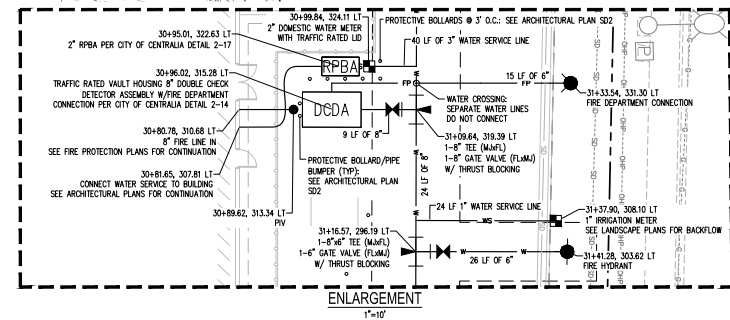 30+99.84, 324.11 LT
2" DOMESTIC WATER METER
WITH TRAFFIC RATED LID
PROTECTIVE BOLLARDS @ 3' O.C.: SEE ARCHITECTURAL PLAN SD2
30+95.01, 322.63 LT
2" RPBA PER CITY OF CENTRALIA DETAIL 2-17
40 LF OF 3" WATER SERVICE LINE
RPBA
30+96.02, 315.28 LT
TRAFFIC RATED VAULT HOUSING 8" DOUBLE CHECK
DETECTOR ASSEMBLY W/FIRE DEPARTMENT
CONNECTION PER CITY OF CENTRALIA DETAIL 2-14
DCDA
FP
15 LF OF 6"
FP
31+33.54, 331.30 LT
FIRE DEPARTMENT CONNECTION
WATER CROSSING:
SEPARATE WATER LINES
DO NOT CONNECT
30+80.78, 310.68 LT
8" FIRE LINE IN
SEE FIRE PROTECTION PLANS FOR CONTINUATION
9 LF OF 8"
31+09.64, 319.39 LT
1-8" TEE (MJxFL)
1-8" GATE VALVE (FLxMJ)
W/ THRUST BLOCKING
30+81.65, 307.81 LT
CONNECT WATER SERVICE TO BUILDING
SEE ARCHITECTURAL PLANS FOR CONTINUATION
PROTECTIVE BOLLARD/PIPE
BUMPER (TYP):
SEE ARCHITECTURAL PLAN
SD2
24 LF OF 8"
30+89.62, 313.34 LT
PIV
24 LF 1" WATER SERVICE LINE
WS
31+37.90, 308.10 LT
1" IRRIGATION METER
SEE LANDSCAPE PLANS FOR BACKFLOW
31+16.57, 296.19 LT
1-8"x6" TEE (MJxFL)
1-6" GATE VALVE (FLxMJ)
W/ THRUST BLOCKING
W
W
26 LF OF 6"
31+41.28, 303.62 LT
FIRE HYDRANT
P
SD
OHP
G
ENLARGEMENT
1"=10'